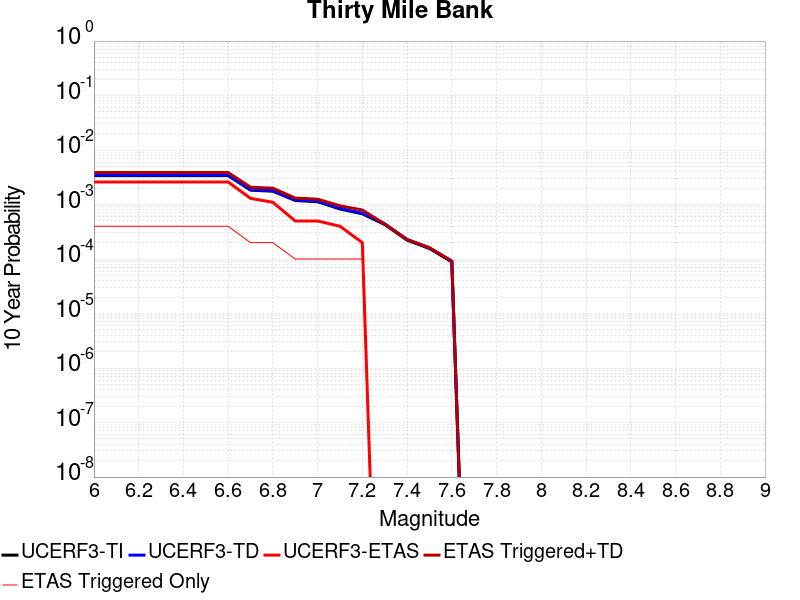 Thirty Mile Bank
10 0
10 -1
10 -2
10 -3
10 -4
10 -5
10 -6
10 -7
10 -8
10 Year Probability
6 6.2 6.4 6.6 6.8 7 7.2 7.4 7.6 7.8 8 8.2 8.4 8.6 8.8 9
Magnitude
UCERF3-TI UCERF3-TD UCERF3-ETAS ETAS Triggered+TD
ETAS Triggered Only